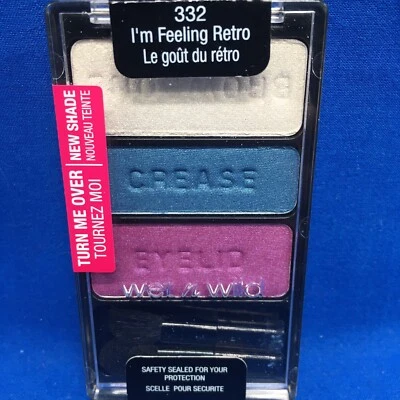 332
I'm Feeling Retro
Le goût du rétro
BROW BONE
TURN ME OVER
TOURNEZ MOI
NEW SHADE
NOUVEAU TEINTE
CREASE
EYELID
wet n wild
SAFETY SEALED FOR YOUR
PROTECTION
SCELLE POUR SECURITE